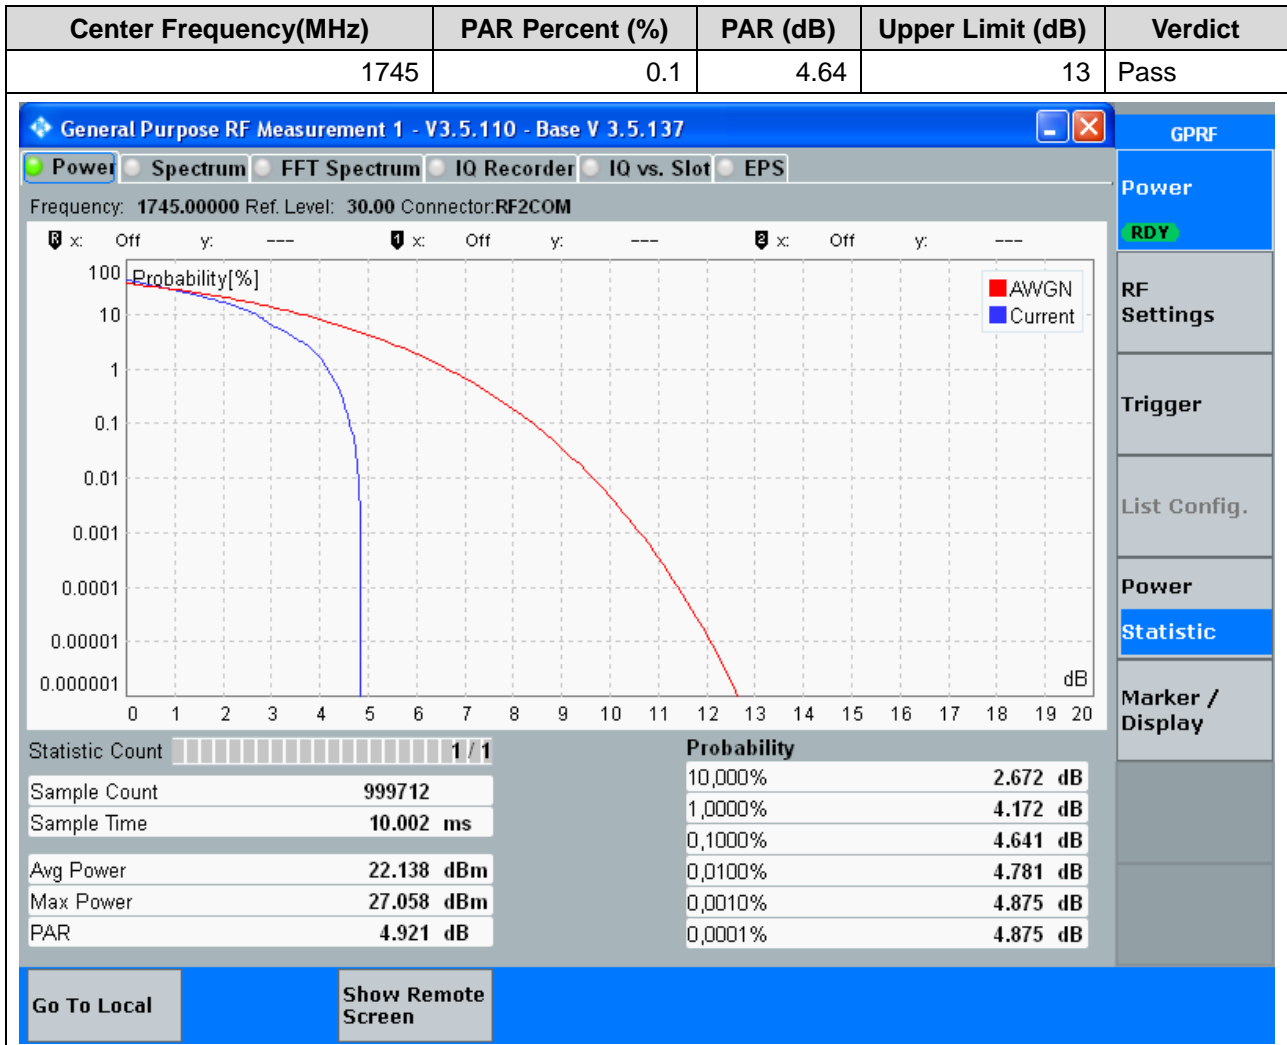 Center Frequency(MHz) PAR Percent (%) PAR (dB) Upper Limit (dB) Verdict
1745 0.1 4.64 13 Pass
General Purpose RF Measurement 1 - V3.5.110 - Base V 3.5.137
GPRF
Power Spectrum FFT Spectrum IQ Recorder IQ vs. Slot EPS
Frequency: 1745.00000 Ref. Level: 30.00 Connector:RF2COM
R x: Off y: --- 1 x: Off y: --- 2 x: Off y: ---
Probability[%]
100
10
1
0.1
0.01
0.001
0.0001
0.00001
0.000001
AWGN
Current
dB
0 1 2 3 4 5 6 7 8 9 10 11 12 13 14 15 16 17 18 19 20
Statistic Count 1 / 1
Sample Count 999712
Sample Time 10.002 ms
Avg Power 22.138 dBm
Max Power 27.058 dBm
PAR 4.921 dB
Probability
10,000% 2.672 dB
1,0000% 4.172 dB
0,1000% 4.641 dB
0,0100% 4.781 dB
0,0010% 4.875 dB
0,0001% 4.875 dB
Power
RDY
RF
Settings
Trigger
List Config.
Power
Statistic
Marker /
Display
Go To Local
Show Remote
Screen